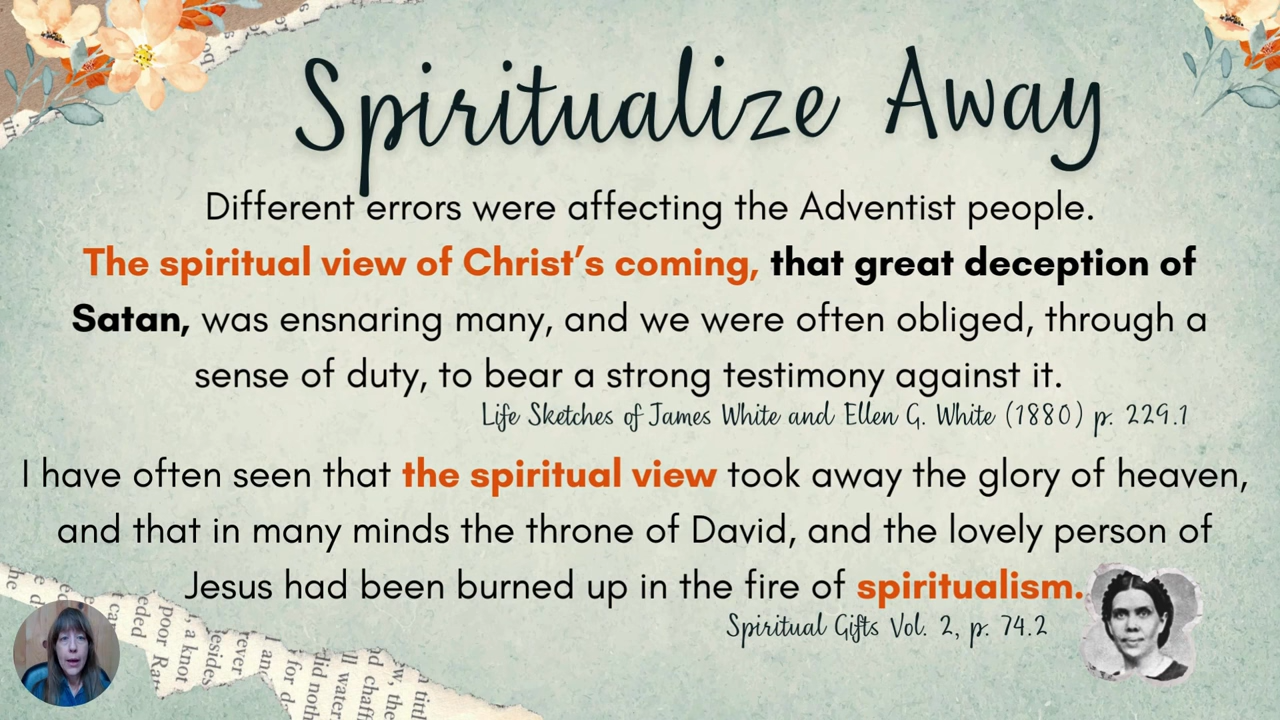 Spiritualize Away
Different errors were affecting the Adventist people.
The spiritual view of Christ's coming, that great deception of
Satan, was ensnaring many, and we were often obliged, through a
sense of duty, to bear a strong testimony against it.
Life Sketches of James White and Ellen G. White (1880) p. 229.1
I have often seen that the spiritual view took away the glory of heaven,
and that in many minds the throne of David, and the lovely person of
Jesus had been burned up in the fire of spiritualism.
Spiritual Gifts Vol. 2, p. 74.2